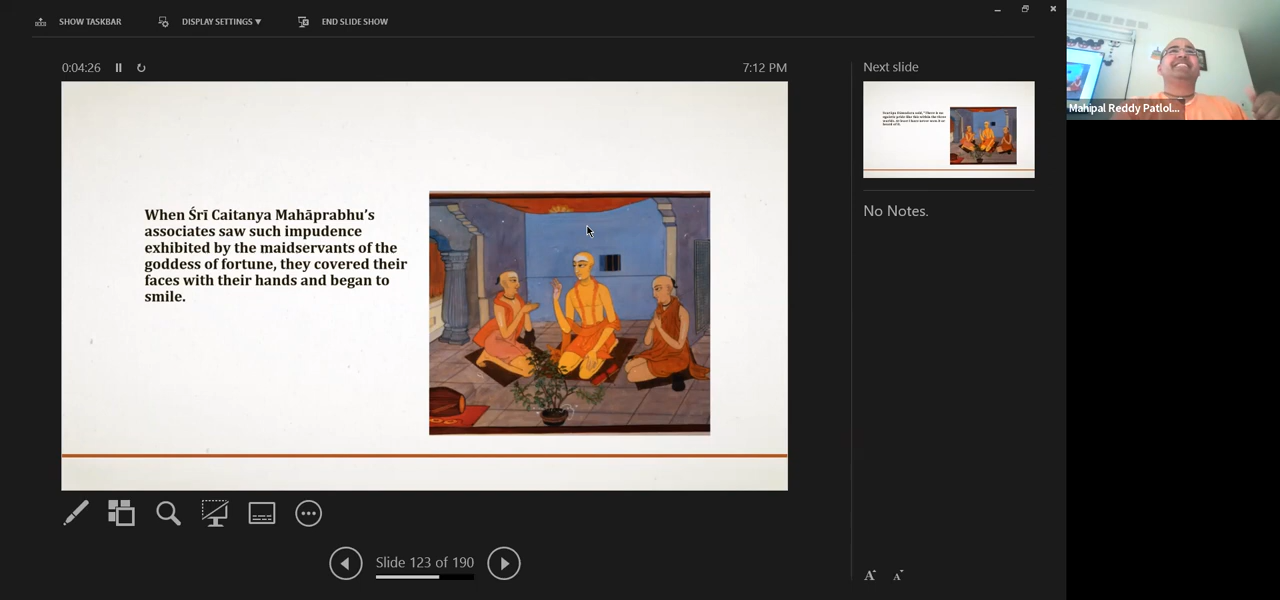 SHOW TASKBAR
DISPLAY SETTINGS ▼
END SLIDE SHOW
0:04:26
7:12 PM
Next slide
Mahipal Reddy Patlol...
When Śrī Caitanya Mahāprabhu’s
associates saw such impudence
exhibited by the maidservants of the
goddess of fortune, they covered their
faces with their hands and began to
smile.
No Notes.
Slide 123 of 190
A
A